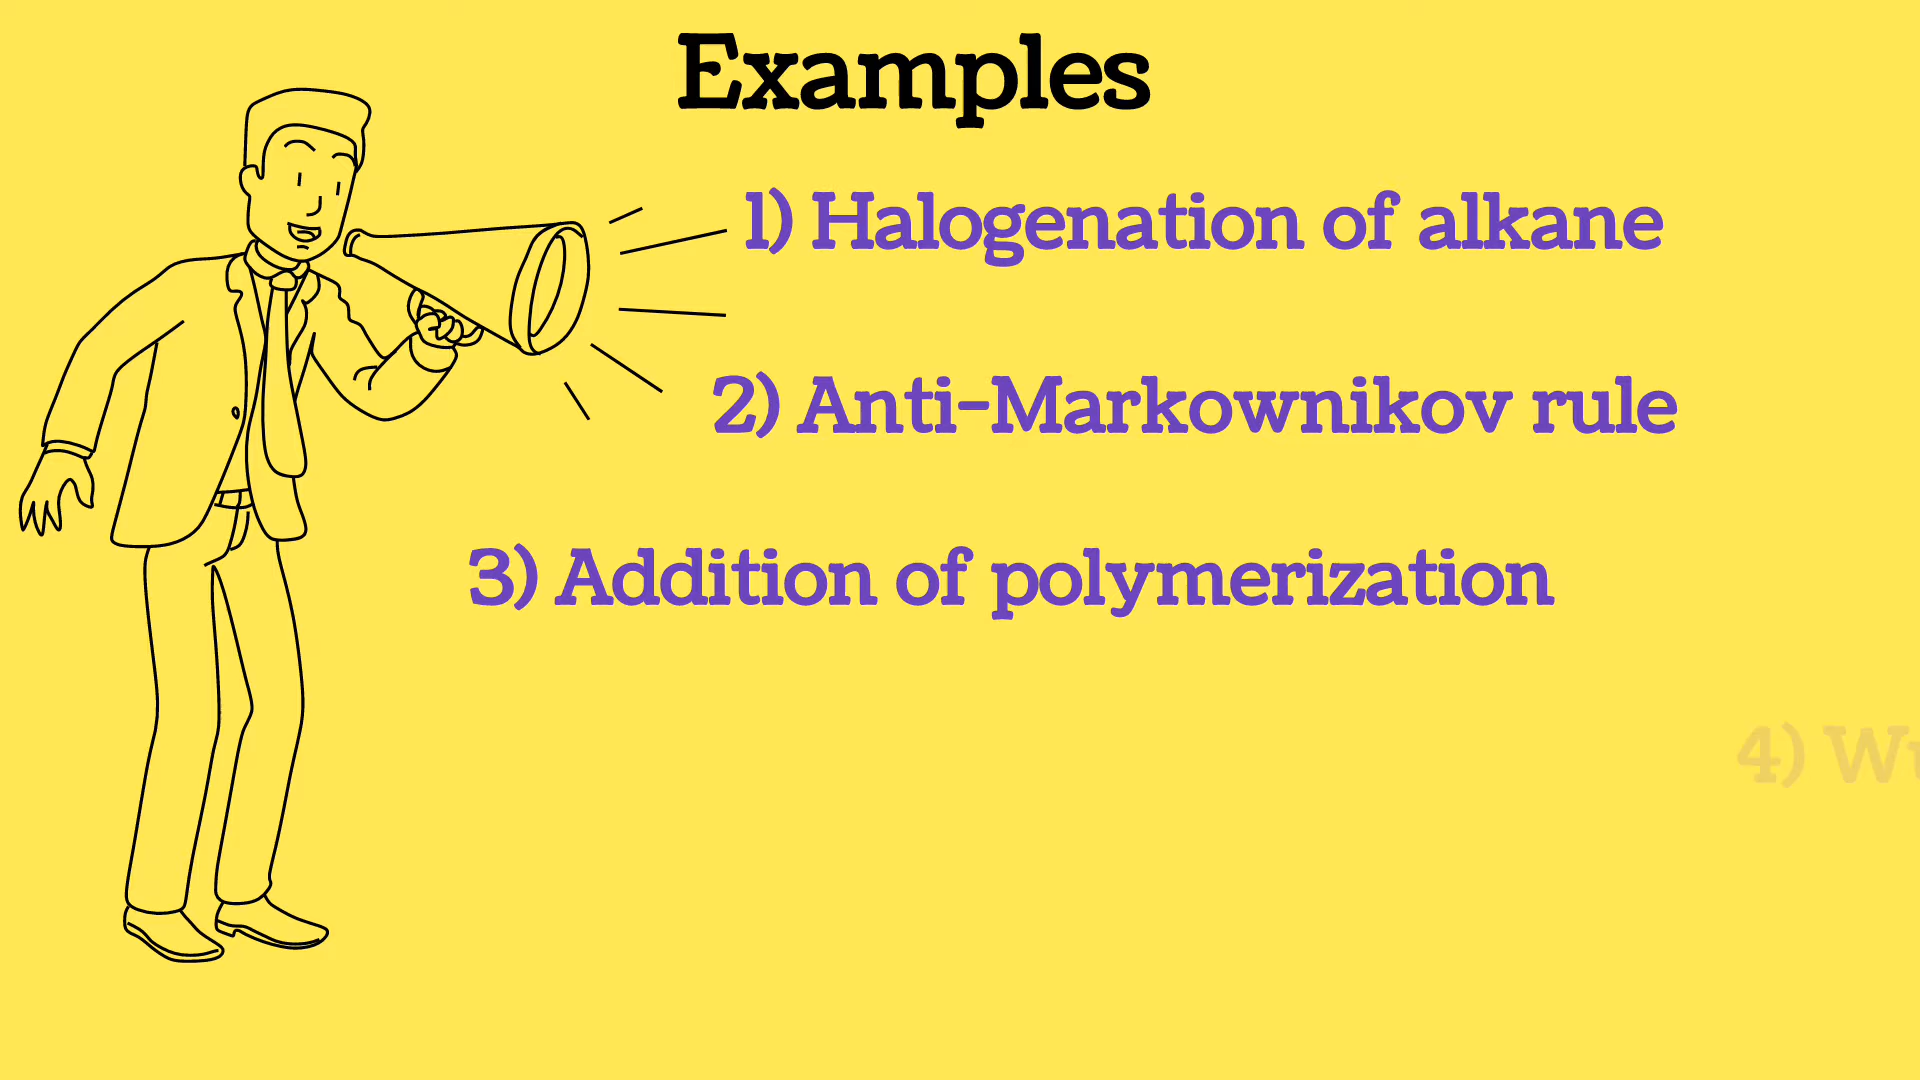 Examples
1) Halogenation of alkane
2) Anti-Markownikov rule
3) Addition of polymerization
4)